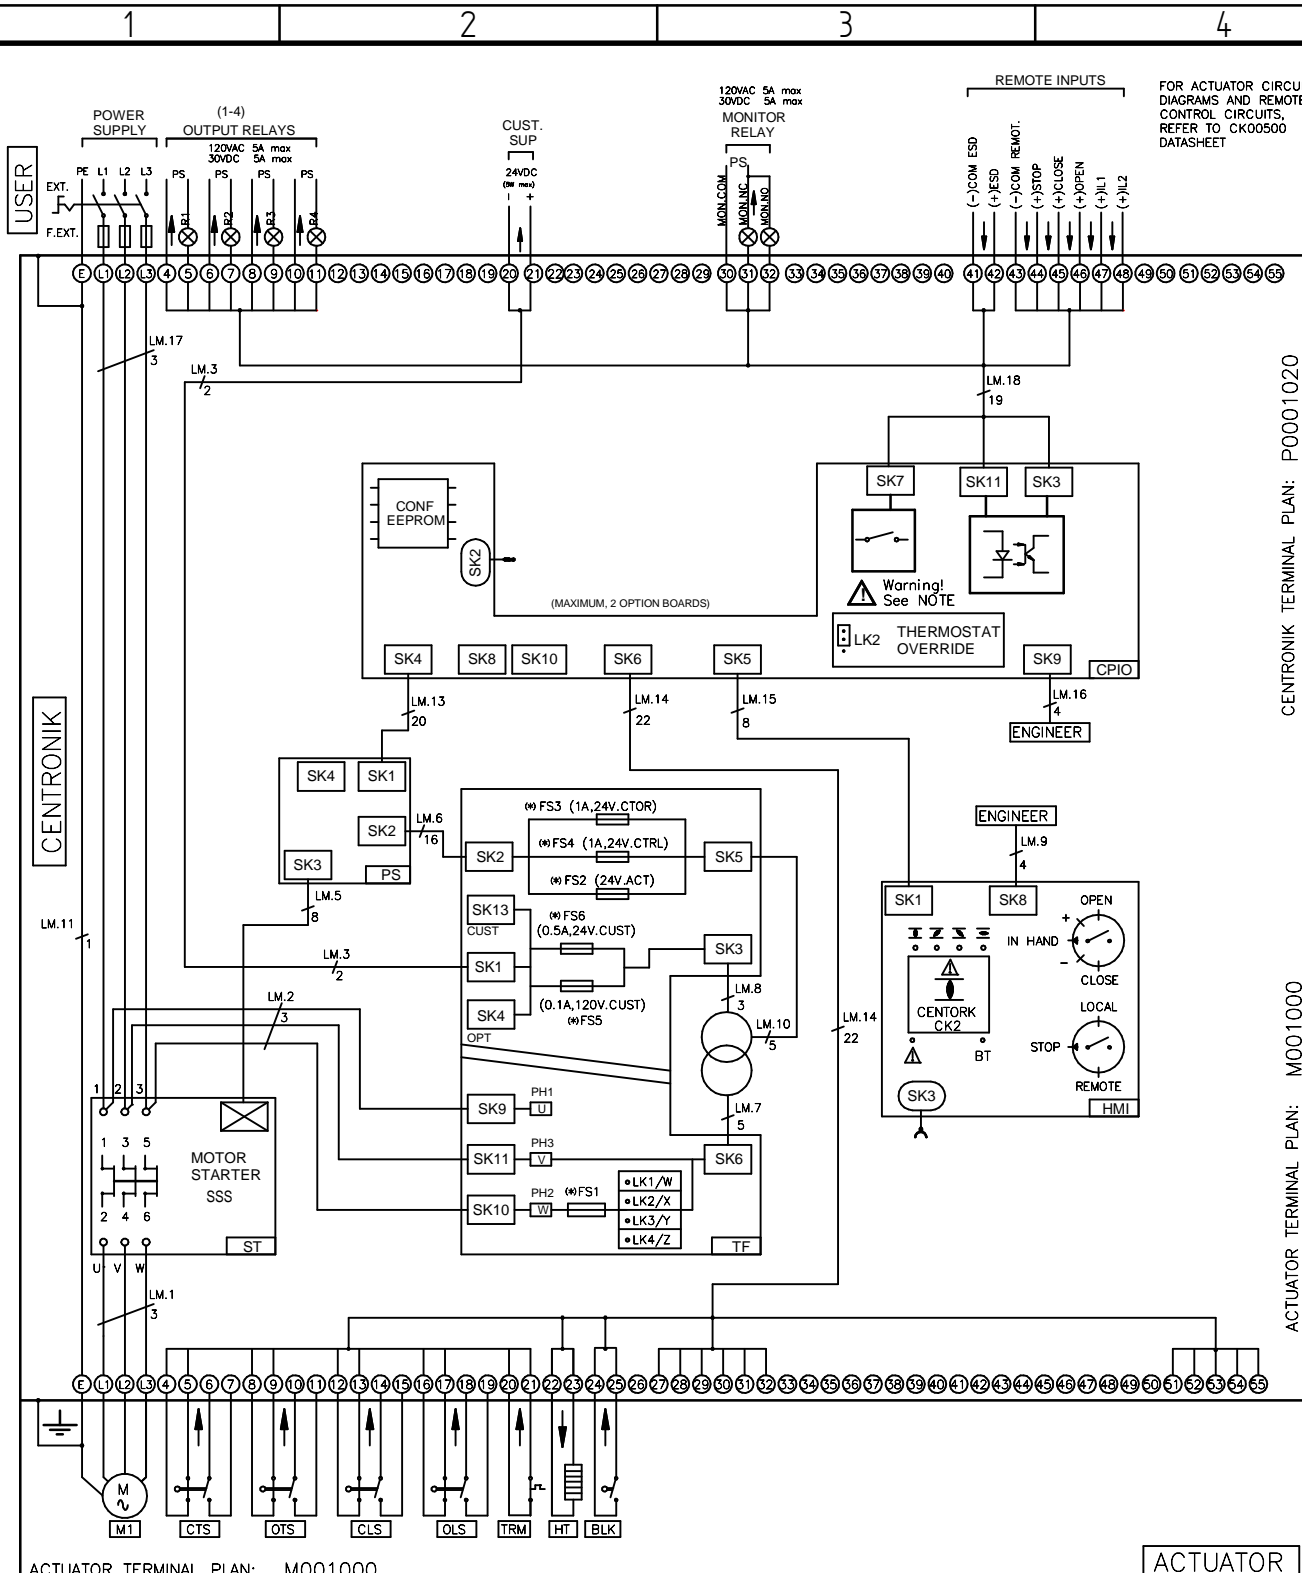 1 2 3 4
POWER
SUPPLY
(1-4)
OUTPUT RELAYS
120VAC 5A max
30VDC 5A max
CUST.
SUP
24VDC
(5W max)
- +
120VAC 5A max
30VDC 5A max
MONITOR
RELAY
PS
REMOTE INPUTS
FOR ACTUATOR CIRCU
DIAGRAMS AND REMOTE
CONTROL CIRCUITS,
REFER TO CK00500
DATASHEET
USER
EXT.
F.EXT.
PE L1 L2 L3
PS PS PS PS
R1 R2 R3 R4
MON.COM
MON.NC
MON.NO
(-)COM ESD
(+)ESD
(-)COM REMOT.
(+)STOP
(+)CLOSE
(+)OPEN
(+)IL1
(+)IL2
E L1 L2 L3 4 5 6 7 8 9 10 11 12 13 14 15 16 17 18 19 20 21 22 23 24 25 26 27 28 29 30 31 32 33 34 35 36 37 38 39 40 41 42 43 44 45 46 47 48 49 50 51 52 53 54 55
LM.17
3
LM.3
2
LM.18
19
CENTRONIK TERMINAL PLAN: P0001020
CONF
EEPROM
SK2
SK7
SK11
SK3
Warning!
See NOTE
(MAXIMUM, 2 OPTION BOARDS)
LK2
THERMOSTAT
OVERRIDE
SK4
SK8
SK10
SK6
SK5
SK9
CPIO
LM.13
20
LM.14
22
LM.15
8
LM.16
4
ENGINEER
CENTRONIK
SK4
SK1
SK2
SK3
PS
LM.6
16
LM.5
8
(*) FS3 (1A,24V.CTOR)
(*)FS4 (1A,24V.CTRL)
(*) FS2 (24V.ACT)
SK2
SK5
SK13
CUST
(*) FS6
(0.5A,24V.CUST)
SK1
SK3
SK4
OPT
(0.1A,120V.CUST)
(*)FS5
LM.8
3
LM.10
5
LM.14
22
LM.7
5
LM.11
1
LM.3
2
LM.2
3
SK9
PH1
U
SK11
PH3
V
SK10
PH2
W
(*)FS1
SK6
LK1/W
LK2/X
LK3/Y
LK4/Z
TF
ENGINEER
LM.9
4
SK1
SK8
OPEN
+
IN HAND
-
CLOSE
LOCAL
STOP
REMOTE
CENTORK
CK2
BT
SK3
HMI
1 2 3
1 3 5
2 4 6
MOTOR
STARTER
SSS
ST
U V W
LM.1
3
ACTUATOR TERMINAL PLAN: M001000
E L1 L2 L3 4 5 6 7 8 9 10 11 12 13 14 15 16 17 18 19 20 21 22 23 24 25 26 27 28 29 30 31 32 33 34 35 36 37 38 39 40 41 42 43 44 45 46 47 48 49 50 51 52 53 54 55
M
M1
CTS
OTS
CLS
OLS
TRM
HT
BLK
ACTUATOR TERMINAL PLAN: M001000
ACTUATOR